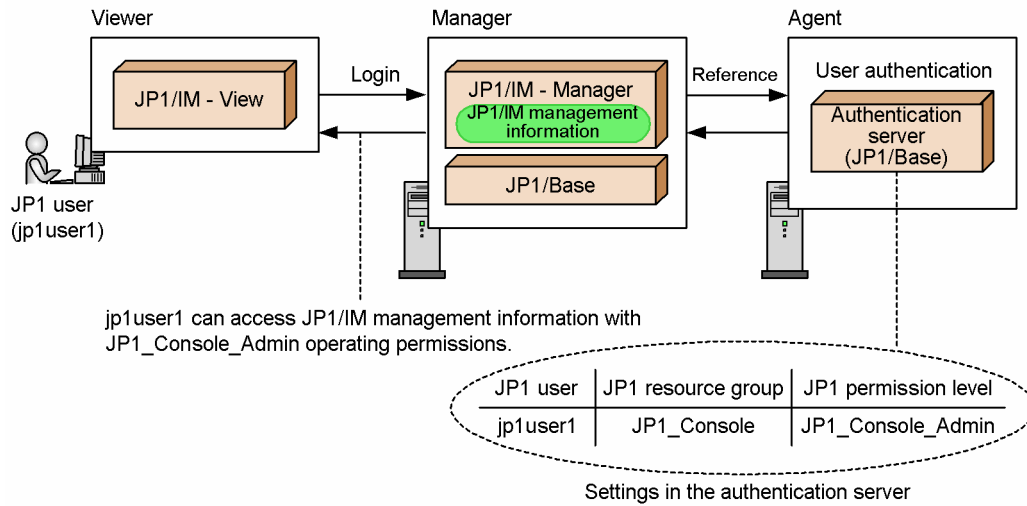 Viewer
Manager
Agent
JP1/IM - View
Login
JP1/IM - Manager
JP1/IM management
information
JP1/Base
Reference
User authentication
Authentication
server
(JP1/Base)
JP1 user
(jp1user1)
jp1user1 can access JP1/IM management information with
JP1_Console_Admin operating permissions.
JP1 user JP1 resource group JP1 permission level
jp1user1 JP1_Console JP1_Console_Admin
Settings in the authentication server